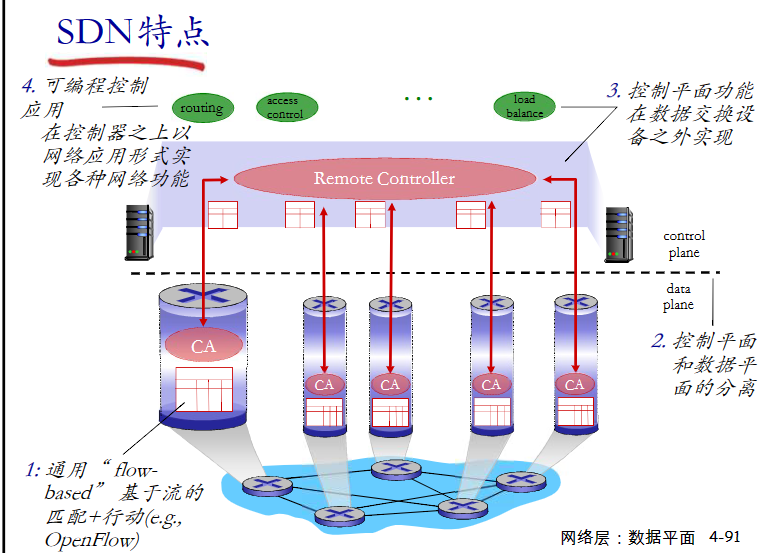 SDN特点
4. 可编程控制
应用
在控制器之上以
网络应用形式实
现各种网络功能
routing
access
control
...
load
balance
3. 控制平面功能
在数据交换设
备之外实现
Remote Controller
control
plane
data
plane
CA
CA
CA
CA
CA
2. 控制平面
和数据平
面的分离
1: 通用“flow-
based”基于流的
匹配+行动(e.g.,
OpenFlow)
网络层：数据平面 4-91